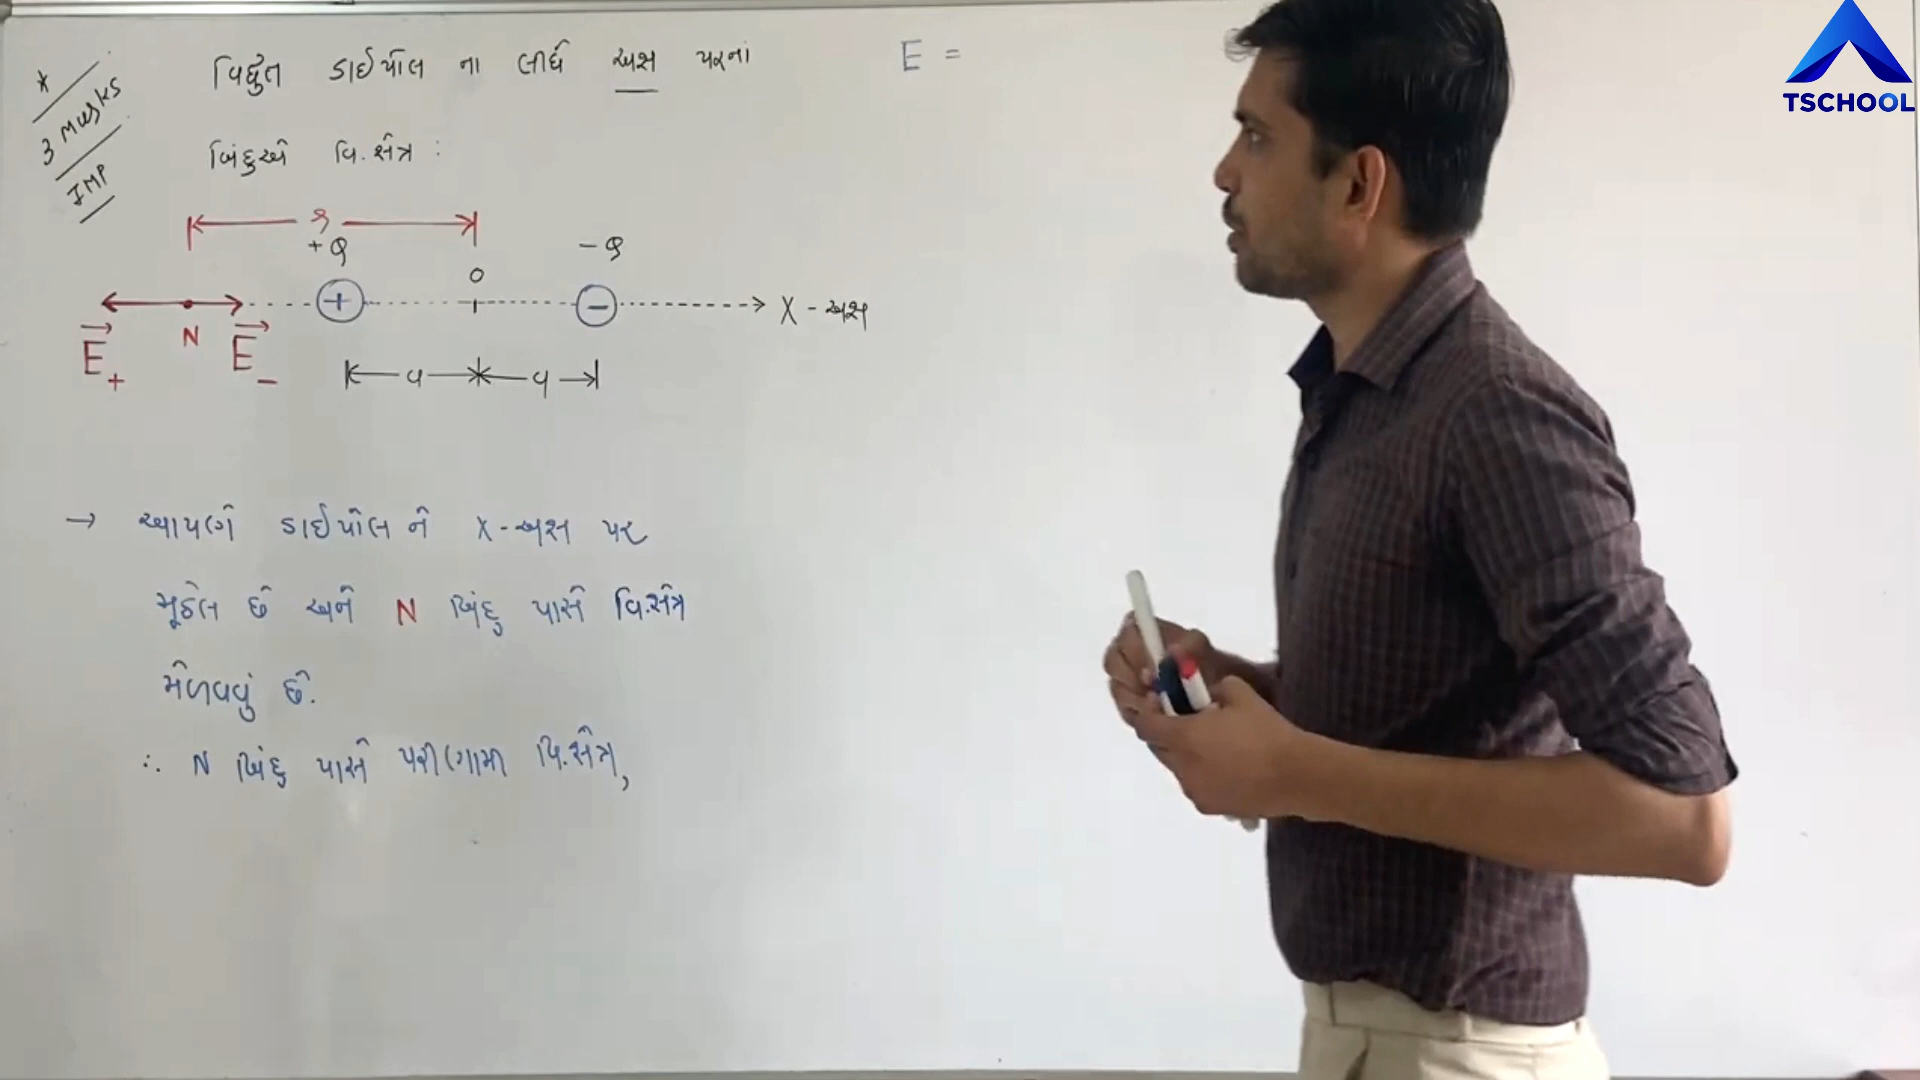 * 3 Marks IMP
વિદ્યુત ડાઈપોલ ના લીધે અક્ષ પરનાં
બિંદુએ વિ.ક્ષેત્ર :
E =
r
+Q
-Q
O
+
-
X - અક્ષ
N
E+
E-
a
a
→ આપણે ડાઈપોલ ને X-અક્ષ પર
મૂકેલ છે અને N બિંદુ પાસે વિ.ક્ષેત્ર
મેળવવું છે.
∴ N બિંદુ પાસે પરીણામી વિ.ક્ષેત્ર,
TSCHOOL